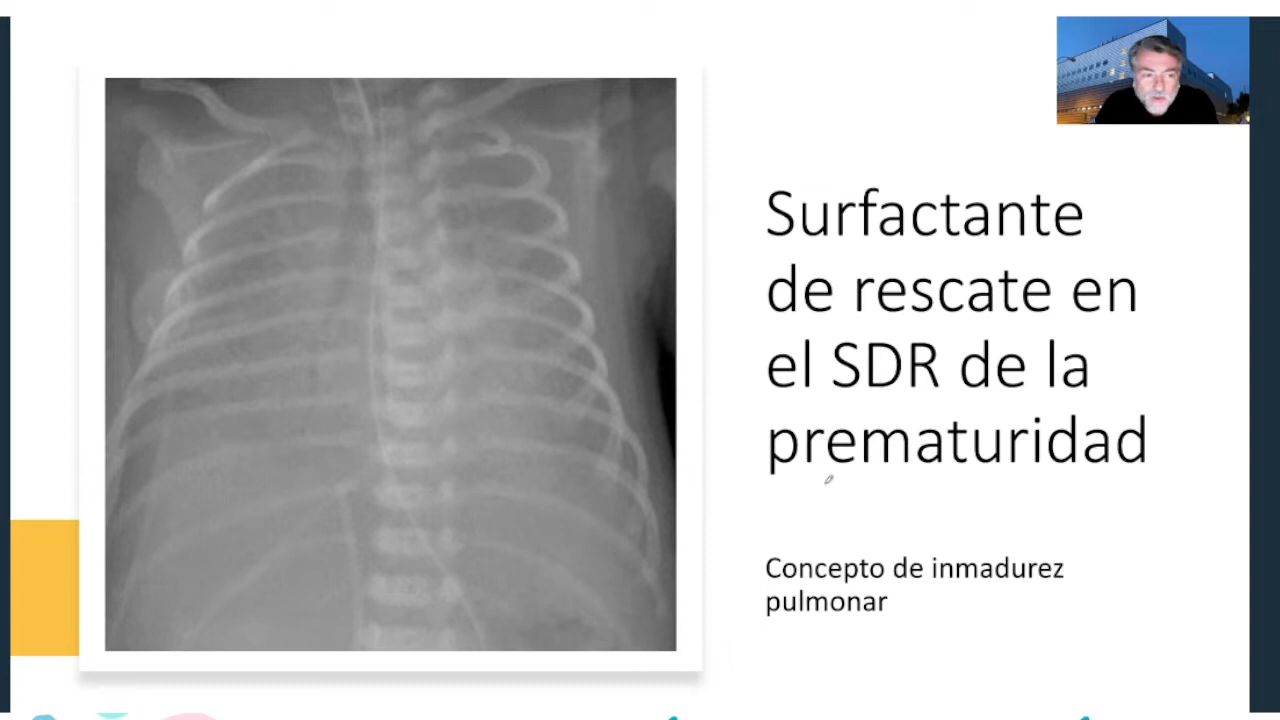 Surfactante
de rescate en
el SDR de la
prematuridad
Concepto de inmadurez
pulmonar